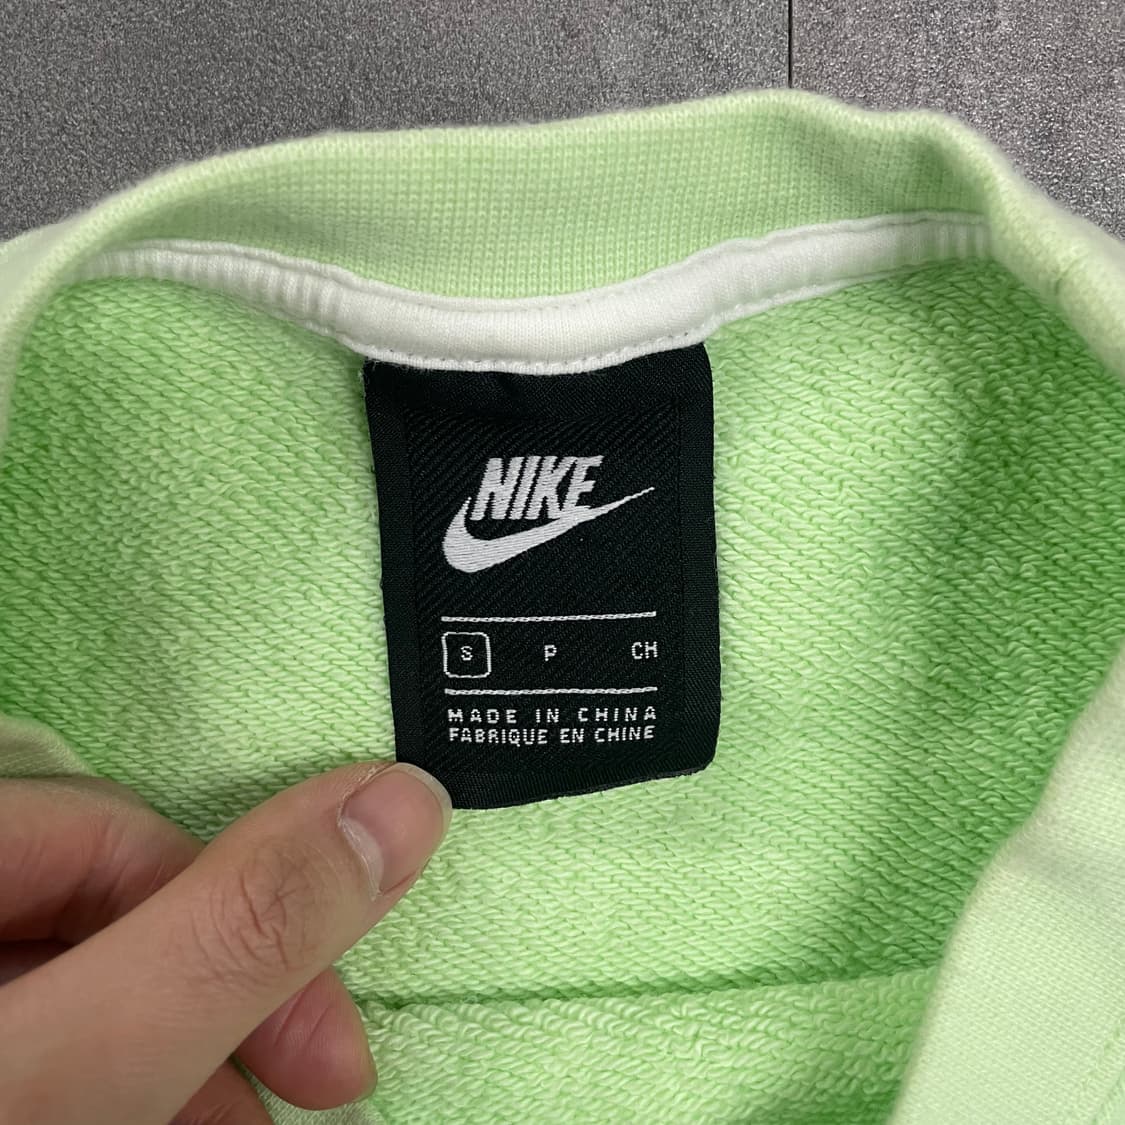 NIKE
S P CH
MADE IN CHINA
FABRIQUE EN CHINE